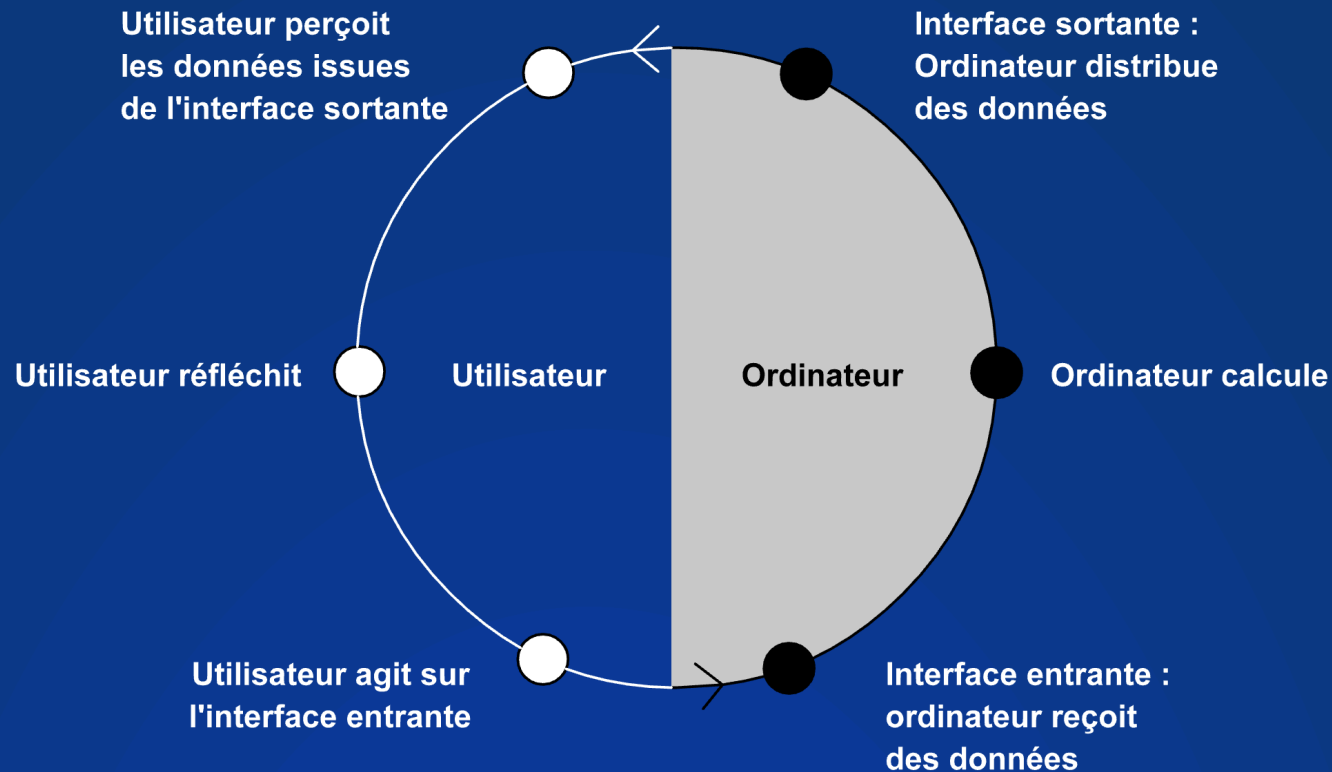 Utilisateur perçoit
les données issues
de l'interface sortante
Interface sortante :
Ordinateur distribue
des données
Utilisateur réfléchit
Utilisateur
Ordinateur
Ordinateur calcule
Utilisateur agit sur
l'interface entrante
Interface entrante :
ordinateur reçoit
des données